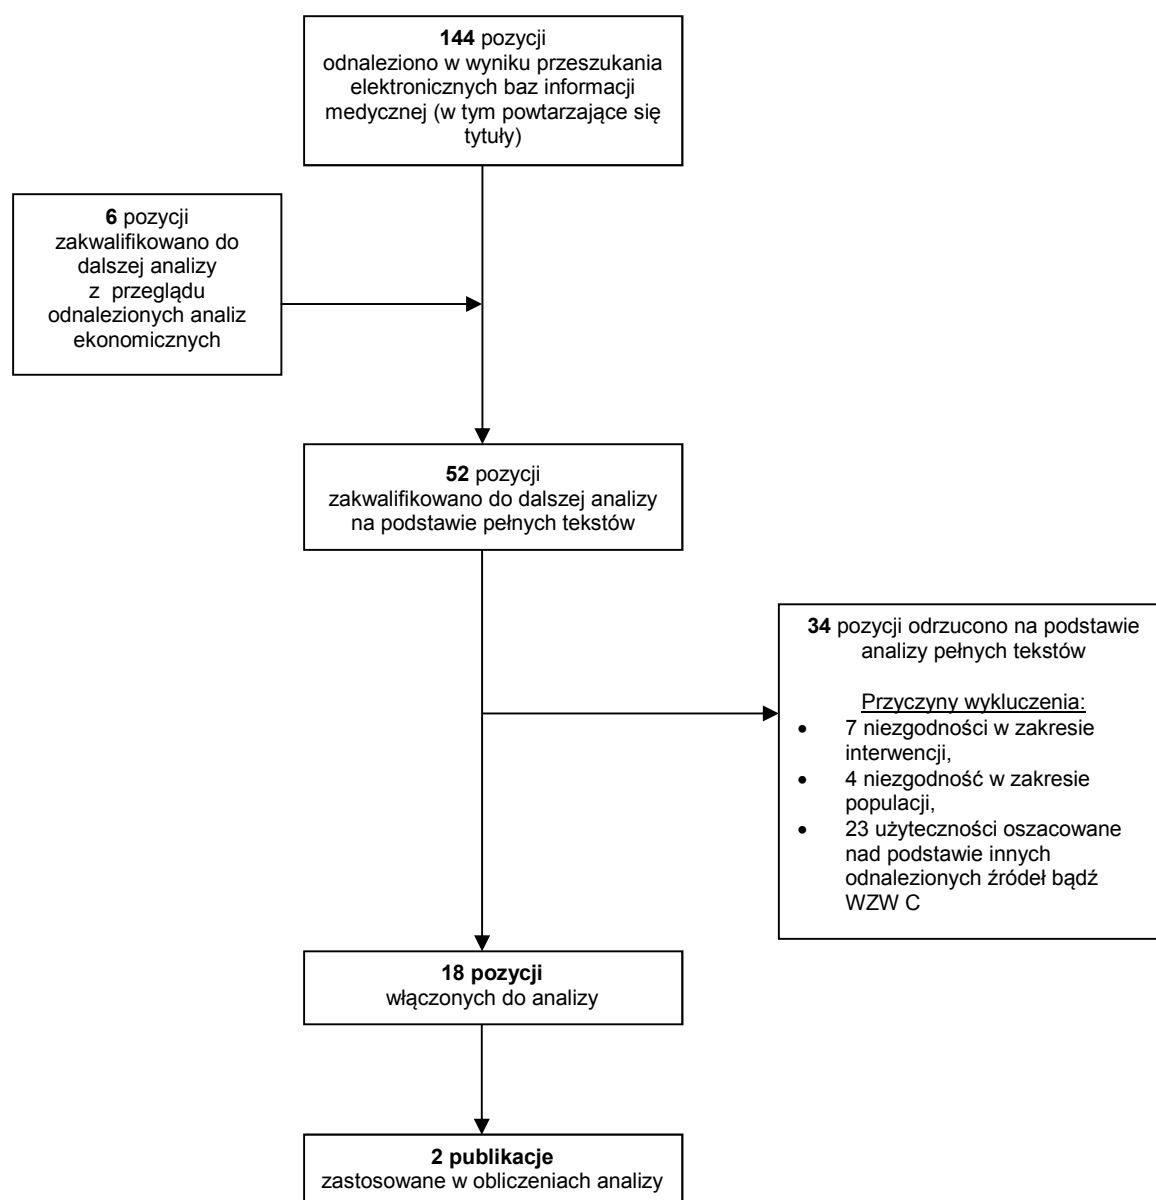 144 pozycji
odnaleziono w wyniku przeszukania
elektronicznych baz informacji
medycznej (w tym powtarzające się
tytuły)
6 pozycji
zakwalifikowano do
dalszej analizy
z przeglądu
odnalezionych analiz
ekonomicznych
52 pozycji
zakwalifikowano do dalszej analizy
na podstawie pełnych tekstów
34 pozycji odrzucono na podstawie
analizy pełnych tekstów
Przyczyny wykluczenia:
• 7 niezgodności w zakresie
interwencji,
• 4 niezgodność w zakresie
populacji,
• 23 użyteczności oszacowane
nad podstawie innych
odnalezionych źródeł bądź
WZW C
18 pozycji
włączonych do analizy
2 publikacje
zastosowane w obliczeniach analizy